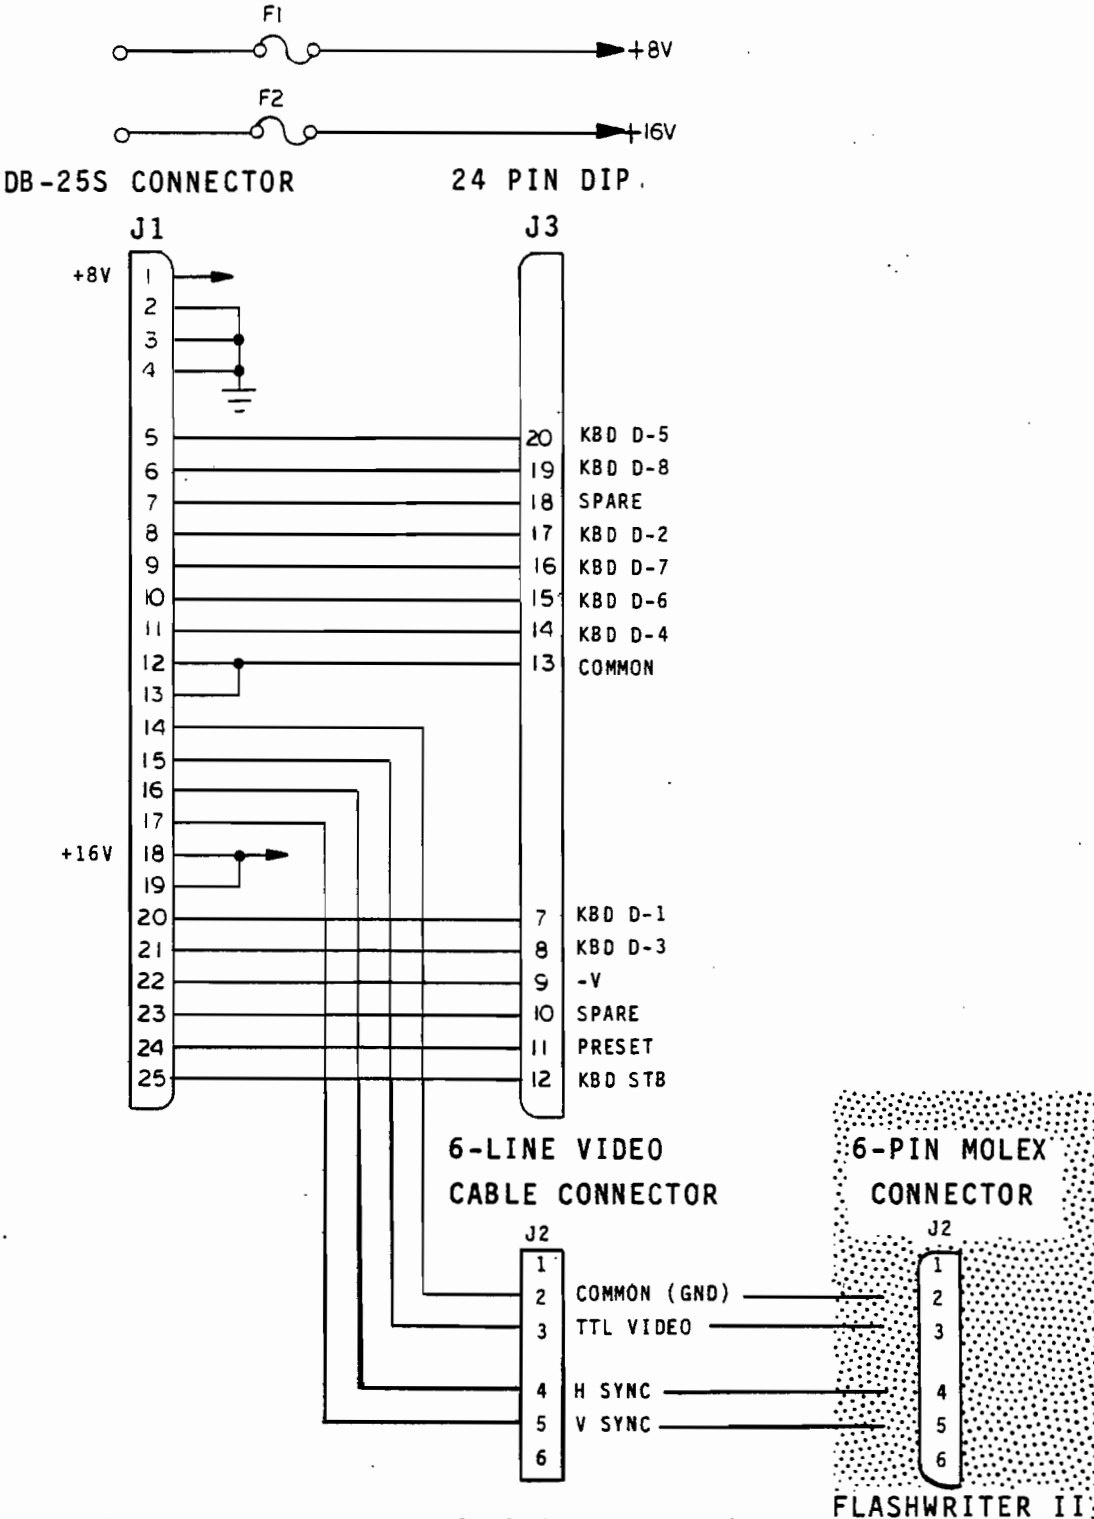 F1
+8V
F2
+16V
DB-25S CONNECTOR
24 PIN DIP.
J1
J3
+8V 1
2
3
4
5 20 KBD D-5
6 19 KBD D-8
7 18 SPARE
8 17 KBD D-2
9 16 KBD D-7
10 15 KBD D-6
11 14 KBD D-4
12 13 COMMON
13
14
15
16
17
+16V 18
19
20 7 KBD D-1
21 8 KBD D-3
22 9 -V
23 10 SPARE
24 11 PRESET
25 12 KBD STB
6-LINE VIDEO
CABLE CONNECTOR
J2
1
2 COMMON (GND)
3 TTL VIDEO
4 H SYNC
5 V SYNC
6
6-PIN MOLEX
CONNECTOR
J2
1
2
3
4
5
6
FLASHWRITER II